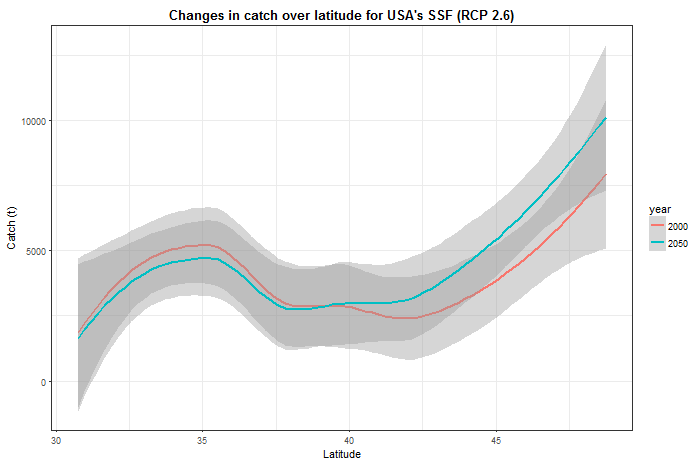 Changes in catch over latitude for USA's SSF (RCP 2.6)
Catch (t)
10000
5000
0
30
35
40
45
Latitude
year
2000
2050